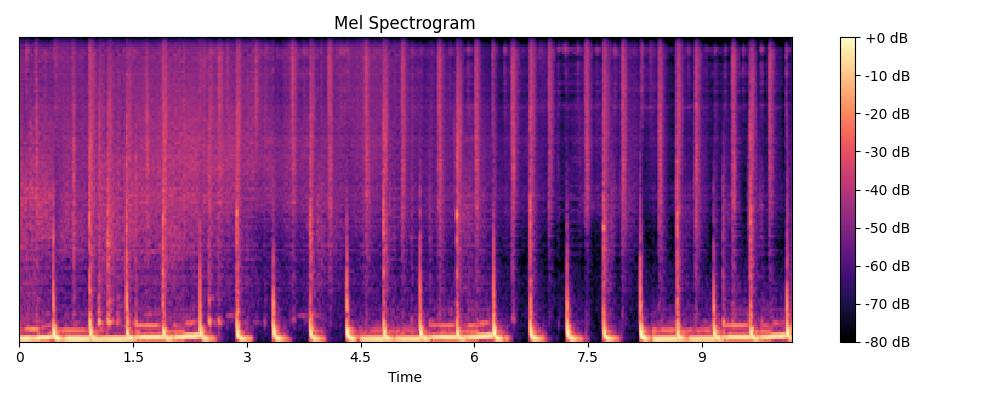 Mel Spectrogram
+0 dB
-10 dB
-20 dB
-30 dB
-40 dB
-50 dB
-60 dB
-70 dB
-80 dB
0 1.5 3 4.5 6 7.5 9
Time